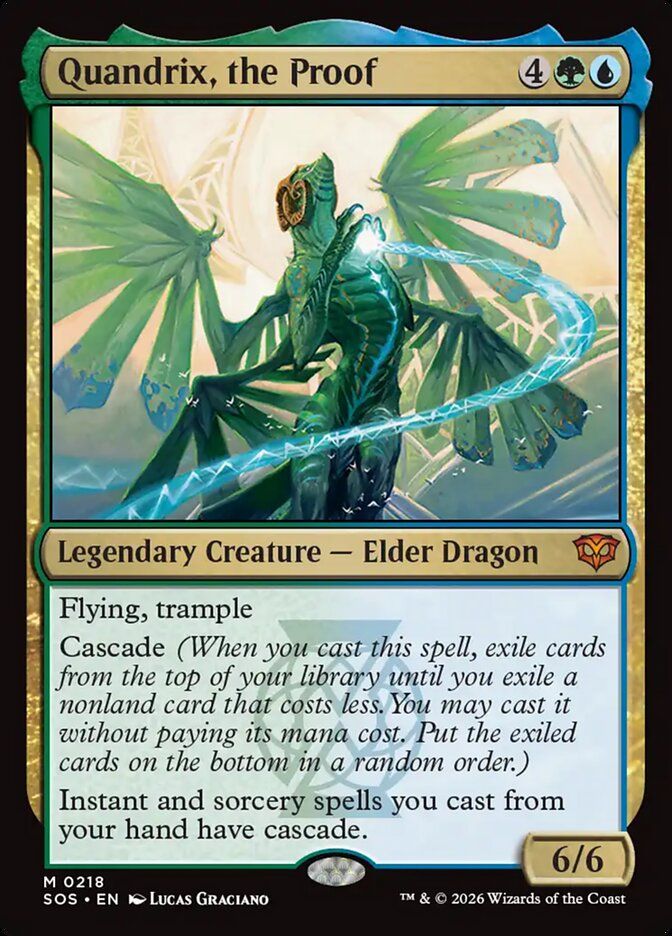 Quandrix, the Proof 4
Legendary Creature — Elder Dragon
Flying, trample
Cascade (When you cast this spell, exile cards
from the top of your library until you exile a
nonland card that costs less. You may cast it
without paying its mana cost. Put the exiled
cards on the bottom in a random order.)
Instant and sorcery spells you cast from
your hand have cascade.
6/6
M 0218
SOS • EN Lucas Graciano
™ & © 2026 Wizards of the Coast